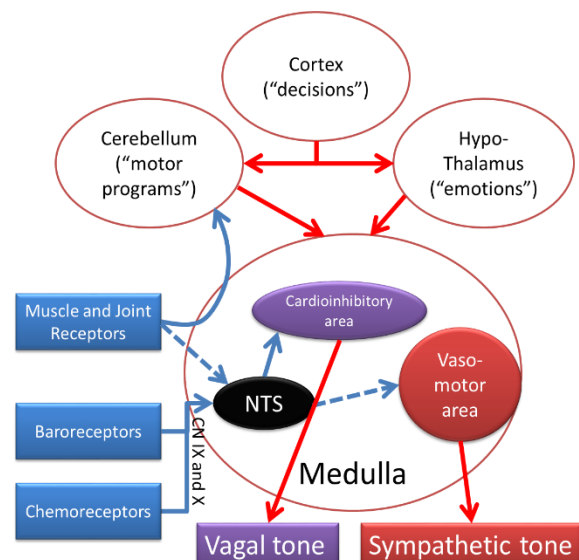 Cortex
("decisions")
Cerebellum
("motor
programs")
Hypo-
Thalamus
("emotions")
Muscle and Joint
Receptors
Cardioinhibitory
area
Vaso-
motor
area
NTS
Baroreceptors
CN IX and X
Medulla
Chemoreceptors
Vagal tone
Sympathetic tone